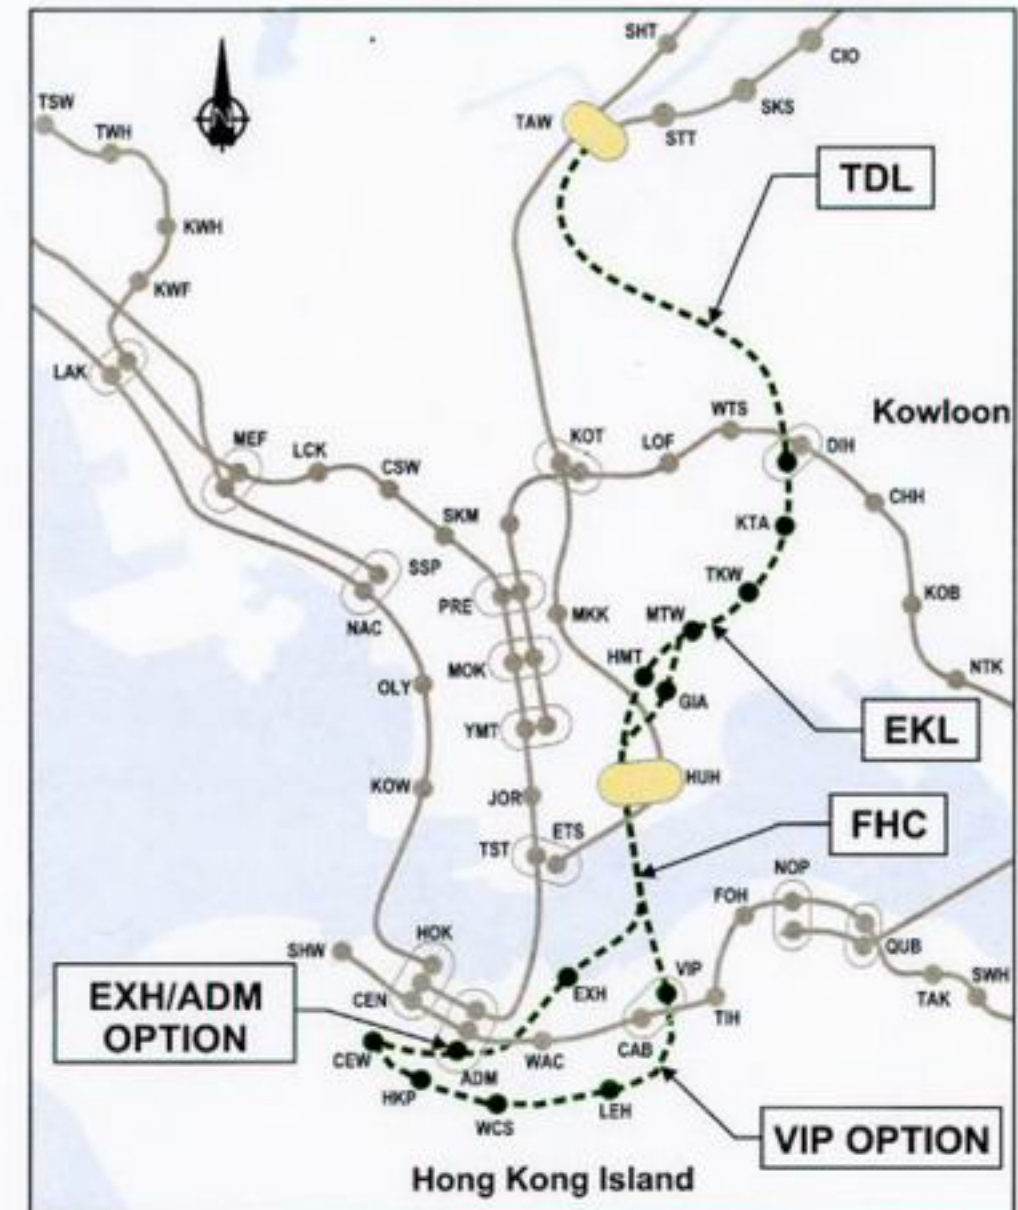 SHT
CIO
SKS
TAW
STT
TSW
TWH
N
TDL
KWH
KWF
LAK
Kowloon
WTS
KOT
LOF
DIH
MEF
LCK
CSW
CHH
SKM
KTA
SSP
TKW
PRE
KOB
NAC
MKK
MTW
HMT
MOK
NTK
OLY
GIA
EKL
YMT
HUH
KOW
JOR
FHC
ETS
TST
NOP
FOH
HOK
SHW
QUB
VIP
SWH
EXH
TAK
CEN
TIH
EXH/ADM
OPTION
WAC
CAB
CEW
ADM
HKP
LEH
WCS
VIP OPTION
Hong Kong Island